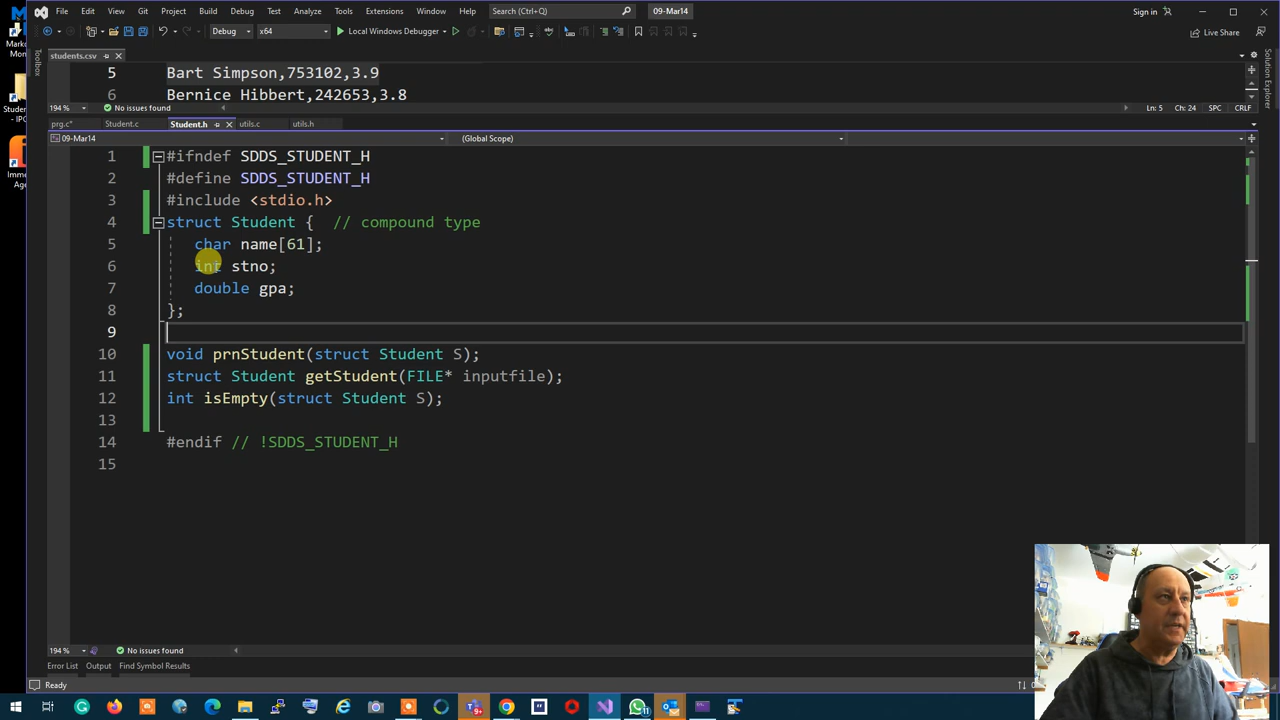 File Edit View Git Project Build Debug Test Analyze Tools Extensions Window Help Search (Ctrl+Q) 09-Mar14 Sign in
Debug x64 Local Windows Debugger Live Share
students.csv
Toolbox
Solution Explorer
5 Bart Simpson,753102,3.9
6 Bernice Hibbert,242653,3.8
194 % No issues found Ln: 5 Ch: 24 SPC CRLF
prg.c* Student.c Student.h utils.c utils.h
09-Mar14 (Global Scope)
1 #ifndef SDDS_STUDENT_H
2 #define SDDS_STUDENT_H
3 #include <stdio.h>
4 struct Student { // compound type
5 char name[61];
6 int stno;
7 double gpa;
8 };
9
10 void prnStudent(struct Student S);
11 struct Student getStudent(FILE* inputfile);
12 int isEmpty(struct Student S);
13
14 #endif // !SDDS_STUDENT_H
15
194 % No issues found
Error List Output Find Symbol Results
Ready